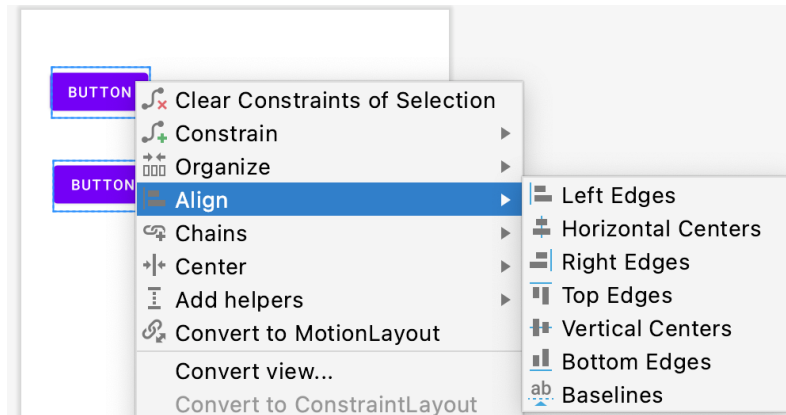 BUTTON
BUTTON
Clear Constraints of Selection
Constrain
Organize
Align
Chains
Center
Add helpers
Convert to MotionLayout
Convert view...
Convert to ConstraintLayout
Left Edges
Horizontal Centers
Right Edges
Top Edges
Vertical Centers
Bottom Edges
ab
Baselines